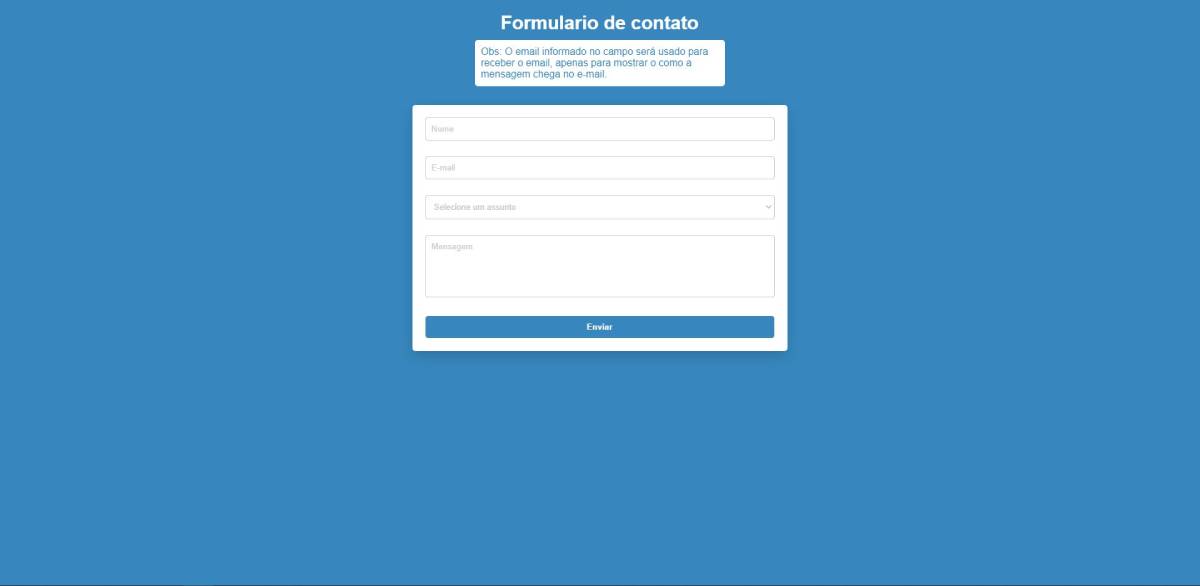 Formulario de contato
Obs: O email informado no campo será usado para
receber o email, apenas para mostrar o como a
mensagem chega no e-mail.
Nome
E-mail
Selecione um assunto
Mensagem
Enviar